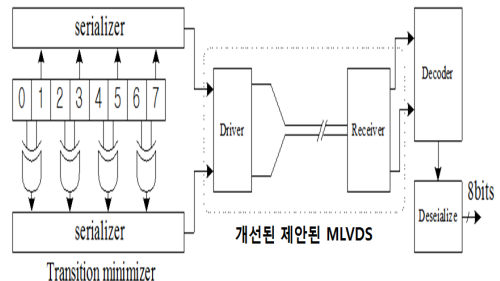 serializer
0 1 2 3 4 5 6 7
Driver
Receiver
Decoder
Deseialize
8bits
serializer
개선된 제안된 MLVDS
Transition minimizer